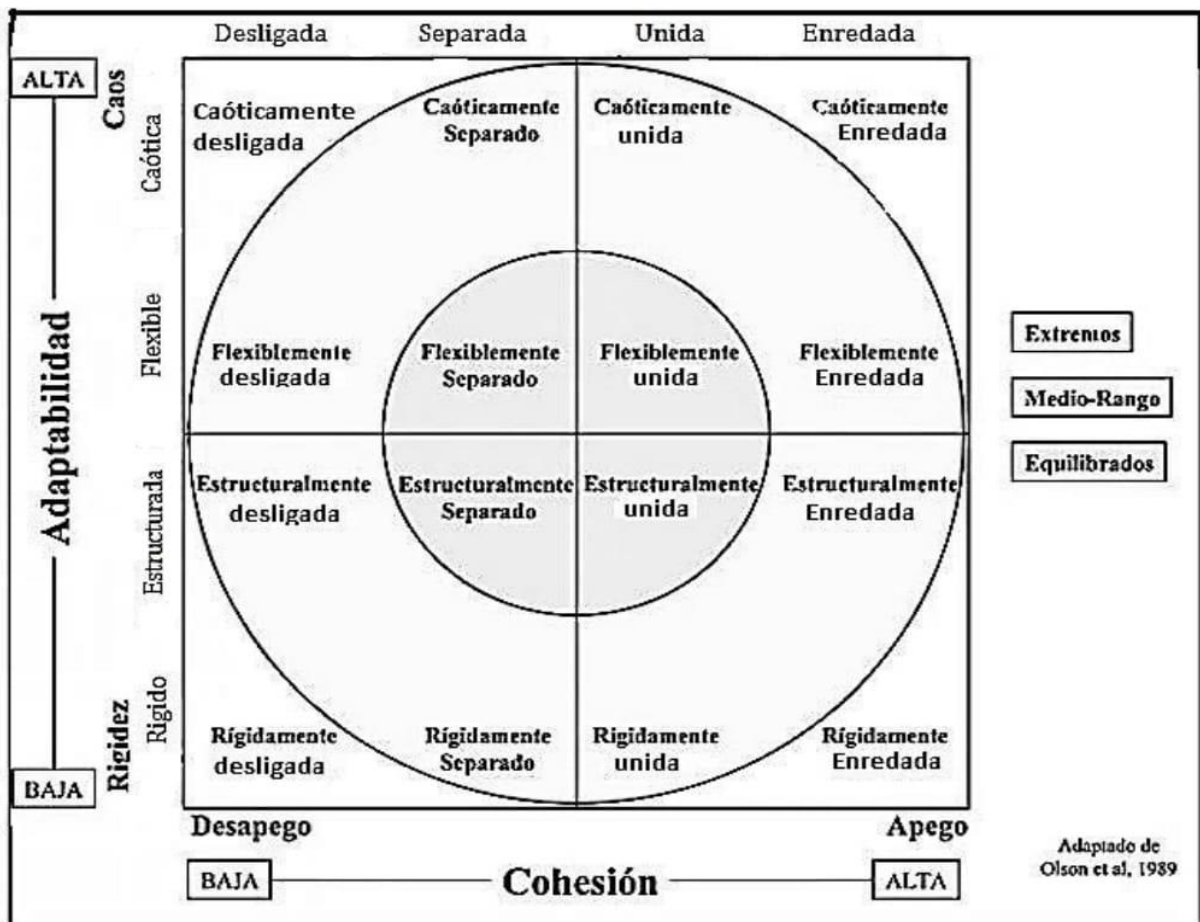 Desligada Separada Unida Enredada
ALTA
Caos
Caótica
Caóticamente
desligada
Caóticamente
Separado
Caóticamente
unida
Caóticamente
Enredada
Adaptabilidad
Flexible
Flexiblemente
desligada
Flexiblemente
Separado
Flexiblemente
unida
Flexiblemente
Enredada
Extremos
Medio-Rango
Equilibrados
Estructurada
Estructuralmente
desligada
Estructuralmente
Separado
Estructuralmente
unida
Estructuralmente
Enredada
Rigidez
Rigido
Rígidamente
desligada
Rígidamente
Separado
Rigidamente
unida
Rígidamente
Enredada
BAJA
Desapego Apego
BAJA Cohesión ALTA
Adaptado de
Olson et al, 1989